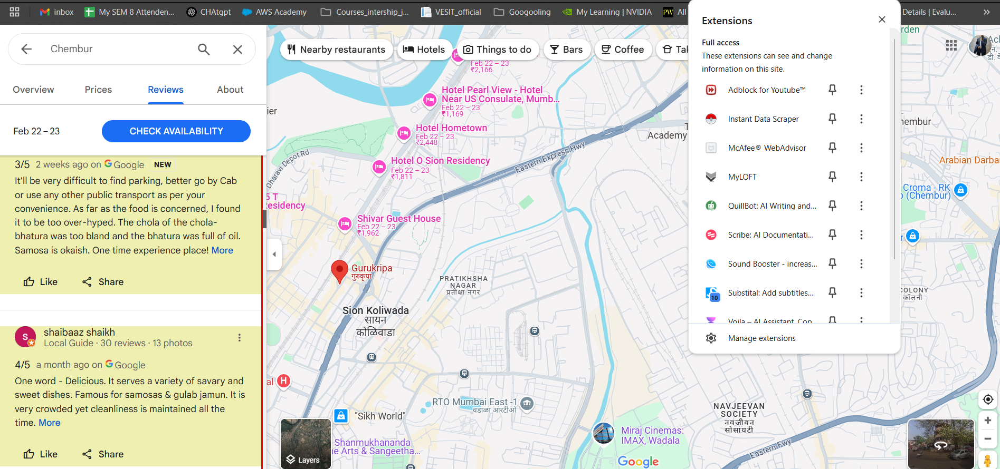 inbox
My SEM 8 Attenden...
CHAtgpt
AWS Academy
Courses_intership_j...
VESIT_official
Googooling
My Learning | NVIDIA
PW
All
Details | Evalu...
»
Chembur
Overview
Prices
Reviews
About
Feb 22 – 23
CHECK AVAILABILITY
3/5 2 weeks ago on Google NEW
It'll be very difficult to find parking, better go by Cab
or use any other public transport as per your
convenience. As far as the food is concerned, I found
it to be too over-hyped. The chola of the chola-
bhatura was too bland and the bhatura was full of oil.
Samosa is okaish. One time experience place! More
Like
Share
S
shaibaaz shaikh
Local Guide · 30 reviews · 13 photos
4/5 a month ago on Google
One word - Delicious. It serves a variety of savary and
sweet dishes. Famous for samosas & gulab jamun. It is
very crowded yet cleanliness is maintained all the
time. More
Like
Share
Nearby restaurants
Hotels
Things to do
Bars
Coffee
Tak
Feb 22 – 23
₹2,166
Hotel Pearl View - Hotel
Near US Consulate, Mumb...
Feb 22 – 23
₹1,169
Hotel Hometown
Feb 22 – 23
₹2,448
Hotel O Sion Residency
Feb 22 – 23
₹1,811
Dharavi Depot Rd
Eastern Express Hwy
Academy
5 T
Residency
Shivar Guest House
Feb 22 – 23
₹1,962
Gurukripa
गुरुकृपा
PRATIKHSHA
NAGAR
प्रतीक्षा नगर
Sion Koliwada
सायन
कोळिवाडा
H
RTO Mumbai East -1
वडाळा आरटीओ
"Sikh World"
Shanmukhananda
ne Arts & Sangeetha...
Layers
Miraj Cinemas:
IMAX, Wadala
Google
NAVJEEVAN
SOCIETY
नवजीवन
सोसायटी
Eastern Fwy
Extensions
Full access
These extensions can see and change
information on this site.
Adblock for Youtube™
Instant Data Scraper
McAfee® WebAdvisor
MyLOFT
QuillBot: AI Writing and...
Scribe: AI Documentati...
Sound Booster - increas...
10
Substital: Add subtitles...
Voila – AI Assistant, Cop
Manage extensions
rden
hembur
Arabian Darba
Croma - RK
(Chembur)
COLONY
कॉलनी